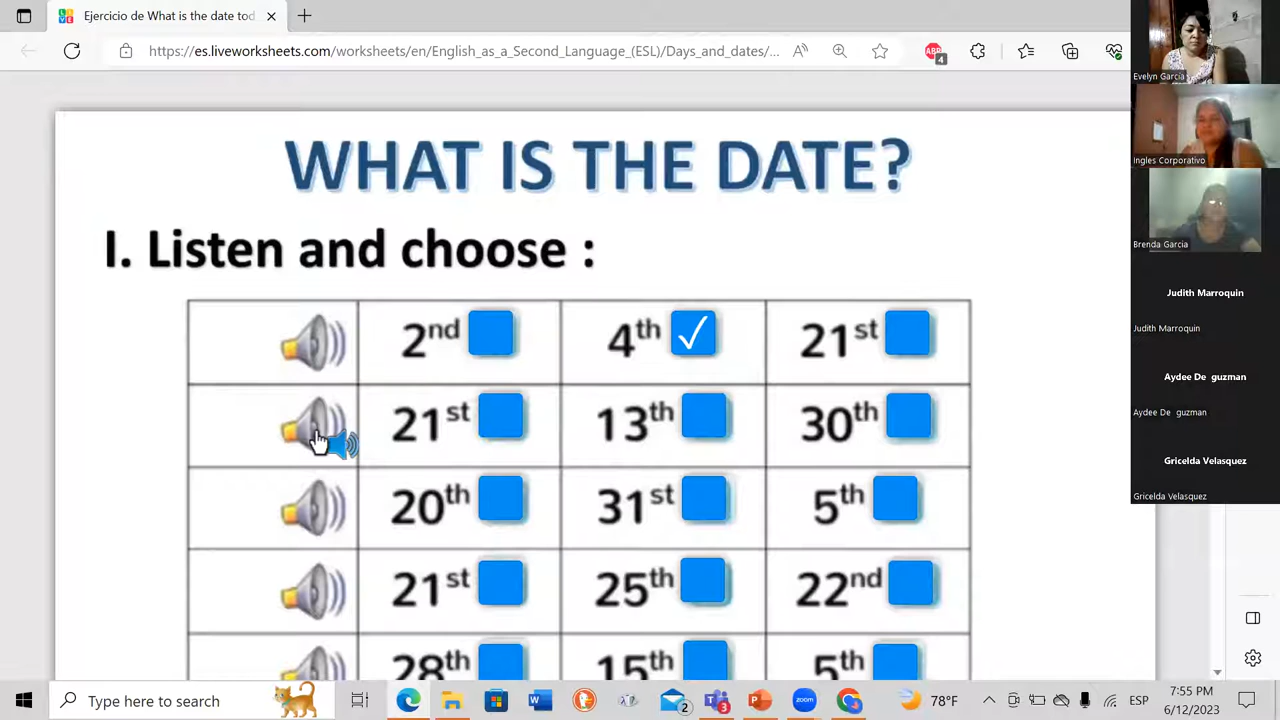 Ejercicio de What is the date tod
https://es.liveworksheets.com/worksheets/en/English_as_a_Second_Language_(ESL)/Days_and_dates/...
WHAT IS THE DATE?
I. Listen and choose :
2nd 4th 21st
21st 13th 30th
20th 31st 5th
21st 25th 22nd
28th 15th 5th
Evelyn Garcia
Ingles Corporativo
Brenda Garcia
Judith Marroquin
Judith Marroquin
Aydee De guzman
Aydee De guzman
Gricelda Velasquez
Gricelda Velasquez
Type here to search
78°F
ESP
7:55 PM
6/12/2023